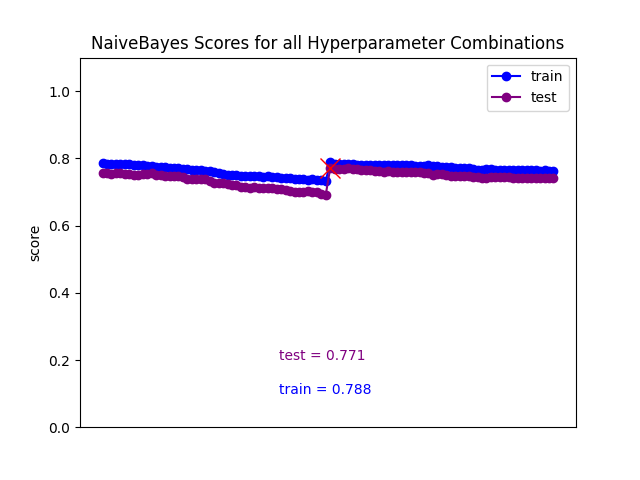 NaiveBayes Scores for all Hyperparameter Combinations
train
test
1.0
0.8
0.6
0.4
0.2
0.0
score
test = 0.771
train = 0.788